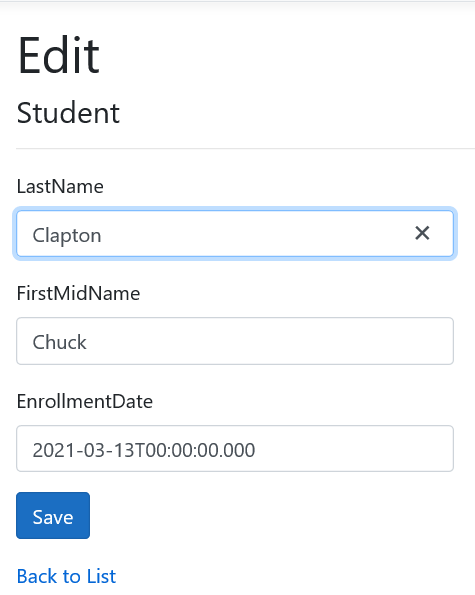 Edit
Student
LastName
Clapton
FirstMidName
Chuck
EnrollmentDate
2021-03-13T00:00:00.000
Save
Back to List